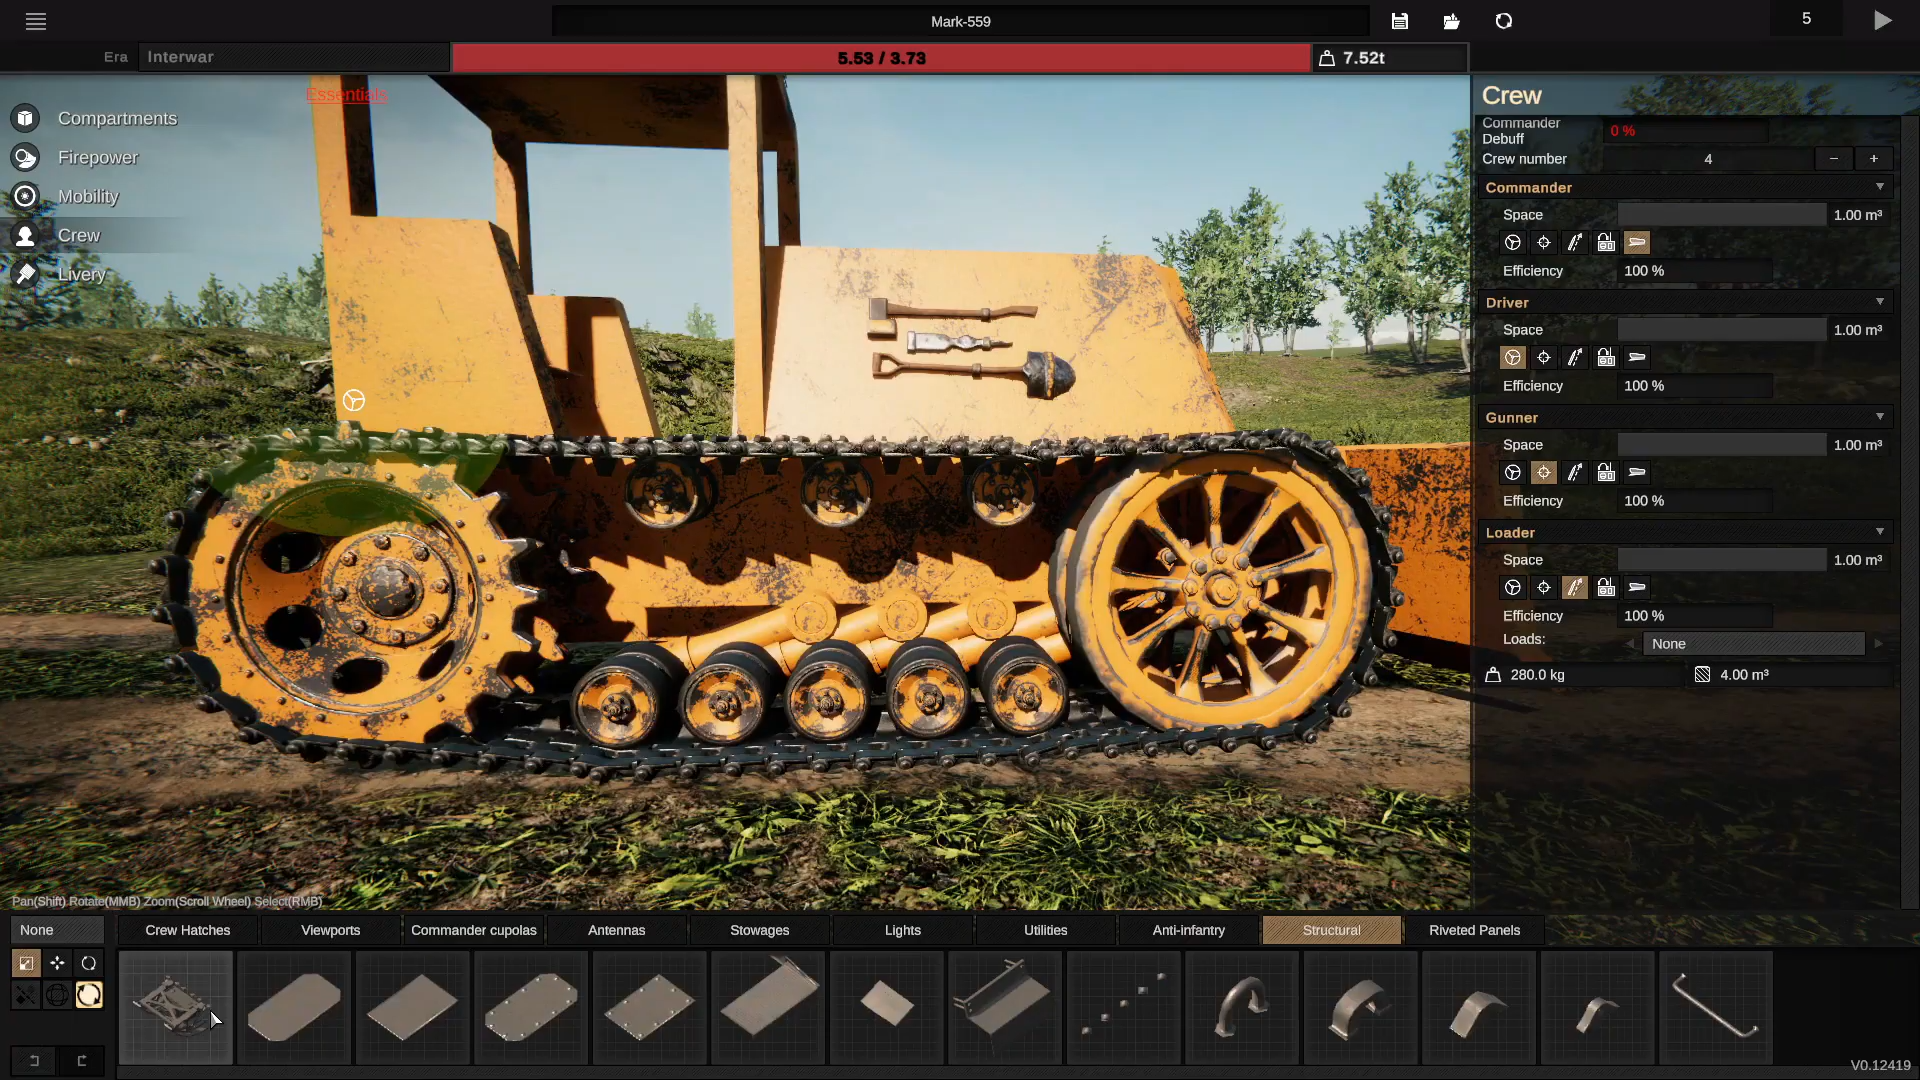 Mark-559
5
Era
Interwar
5.53 / 3.73
7.52t
Essentials
Compartments
Firepower
Mobility
Crew
Livery
Crew
Commander
Debuff
0 %
Crew number
4
−
+
Commander
Space
1.00 m³
Efficiency
100 %
Driver
Space
1.00 m³
Efficiency
100 %
Gunner
Space
1.00 m³
Efficiency
100 %
Loader
Space
1.00 m³
Efficiency
100 %
Loads:
None
280.0 kg
4.00 m³
Pan(Shift) Rotate(MMB) Zoom(Scroll Wheel) Select(RMB)
None
Crew Hatches
Viewports
Commander cupolas
Antennas
Stowages
Lights
Utilities
Anti-infantry
Structural
Riveted Panels
V0.12419